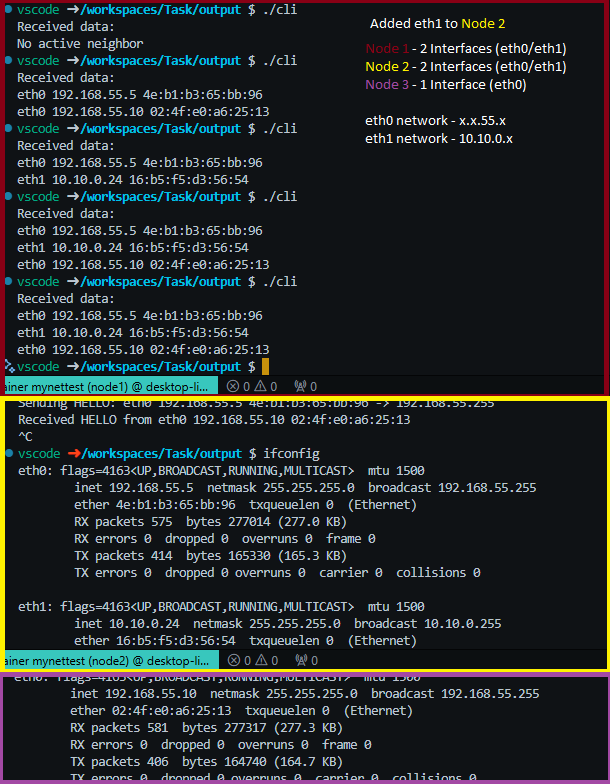 vscode ➜/workspaces/Task/output $ ./cli
Received data:
No active neighbor
vscode ➜/workspaces/Task/output $ ./cli
Received data:
eth0 192.168.55.5 4e:b1:b3:65:bb:96
eth0 192.168.55.10 02:4f:e0:a6:25:13
vscode ➜/workspaces/Task/output $ ./cli
Received data:
eth0 192.168.55.5 4e:b1:b3:65:bb:96
eth1 10.10.0.24 16:b5:f5:d3:56:54
vscode ➜/workspaces/Task/output $ ./cli
Received data:
eth0 192.168.55.5 4e:b1:b3:65:bb:96
eth1 10.10.0.24 16:b5:f5:d3:56:54
eth0 192.168.55.10 02:4f:e0:a6:25:13
vscode ➜/workspaces/Task/output $ ./cli
Received data:
eth0 192.168.55.5 4e:b1:b3:65:bb:96
eth1 10.10.0.24 16:b5:f5:d3:56:54
eth0 192.168.55.10 02:4f:e0:a6:25:13
vscode ➜/workspaces/Task/output $
Added eth1 to Node 2
Node 1 - 2 Interfaces (eth0/eth1)
Node 2 - 2 Interfaces (eth0/eth1)
Node 3 - 1 Interface (eth0)
eth0 network - x.x.55.x
eth1 network - 10.10.0.x
ainer mynettest (node1) @ desktop-li... 0 0 0
Sending HELLO: eth0 192.168.55.5 4e:b1:b3:65:bb:96 -> 192.168.55.255
Received HELLO from eth0 192.168.55.10 02:4f:e0:a6:25:13
^C
vscode ➜/workspaces/Task/output $ ifconfig
eth0: flags=4163<UP,BROADCAST,RUNNING,MULTICAST> mtu 1500
inet 192.168.55.5 netmask 255.255.255.0 broadcast 192.168.55.255
ether 4e:b1:b3:65:bb:96 txqueuelen 0 (Ethernet)
RX packets 575 bytes 277014 (277.0 KB)
RX errors 0 dropped 0 overruns 0 frame 0
TX packets 414 bytes 165330 (165.3 KB)
TX errors 0 dropped 0 overruns 0 carrier 0 collisions 0
eth1: flags=4163<UP,BROADCAST,RUNNING,MULTICAST> mtu 1500
inet 10.10.0.24 netmask 255.255.255.0 broadcast 10.10.0.255
ether 16:b5:f5:d3:56:54 txqueuelen 0 (Ethernet)
ainer mynettest (node2) @ desktop-li... 0 0 0
eth0: flags=4163<UP,BROADCAST,RUNNING,MULTICAST> mtu 1500
inet 192.168.55.10 netmask 255.255.255.0 broadcast 192.168.55.255
ether 02:4f:e0:a6:25:13 txqueuelen 0 (Ethernet)
RX packets 581 bytes 277317 (277.3 KB)
RX errors 0 dropped 0 overruns 0 frame 0
TX packets 406 bytes 164740 (164.7 KB)
TX errors 0 dropped 0 overruns 0 carrier 0 collisions 0